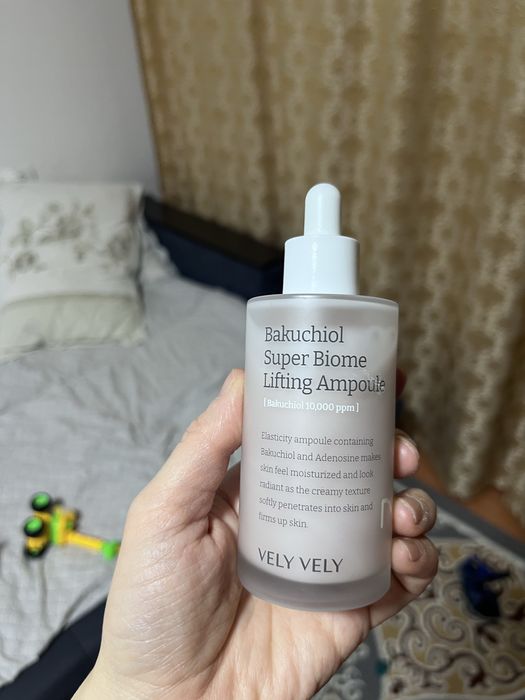 Bakuchiol
Super Biome
Lifting Ampoule
[ Bakuchiol 10,000 ppm ]
Elasticity ampoule containing
Bakuchiol and Adenosine makes
skin feel moisturized and look
radiant as the creamy texture
softly penetrates into skin and
firms up skin.
VELY VELY